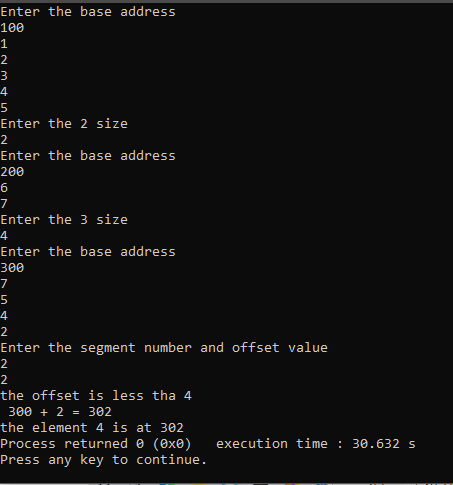 Enter the base address
100
1
2
3
4
5
Enter the 2 size
2
Enter the base address
200
6
7
Enter the 3 size
4
Enter the base address
300
7
5
4
2
Enter the segment number and offset value
2
2
the offset is less tha 4
 300 + 2 = 302
the element 4 is at 302
Process returned 0 (0x0)   execution time : 30.632 s
Press any key to continue.